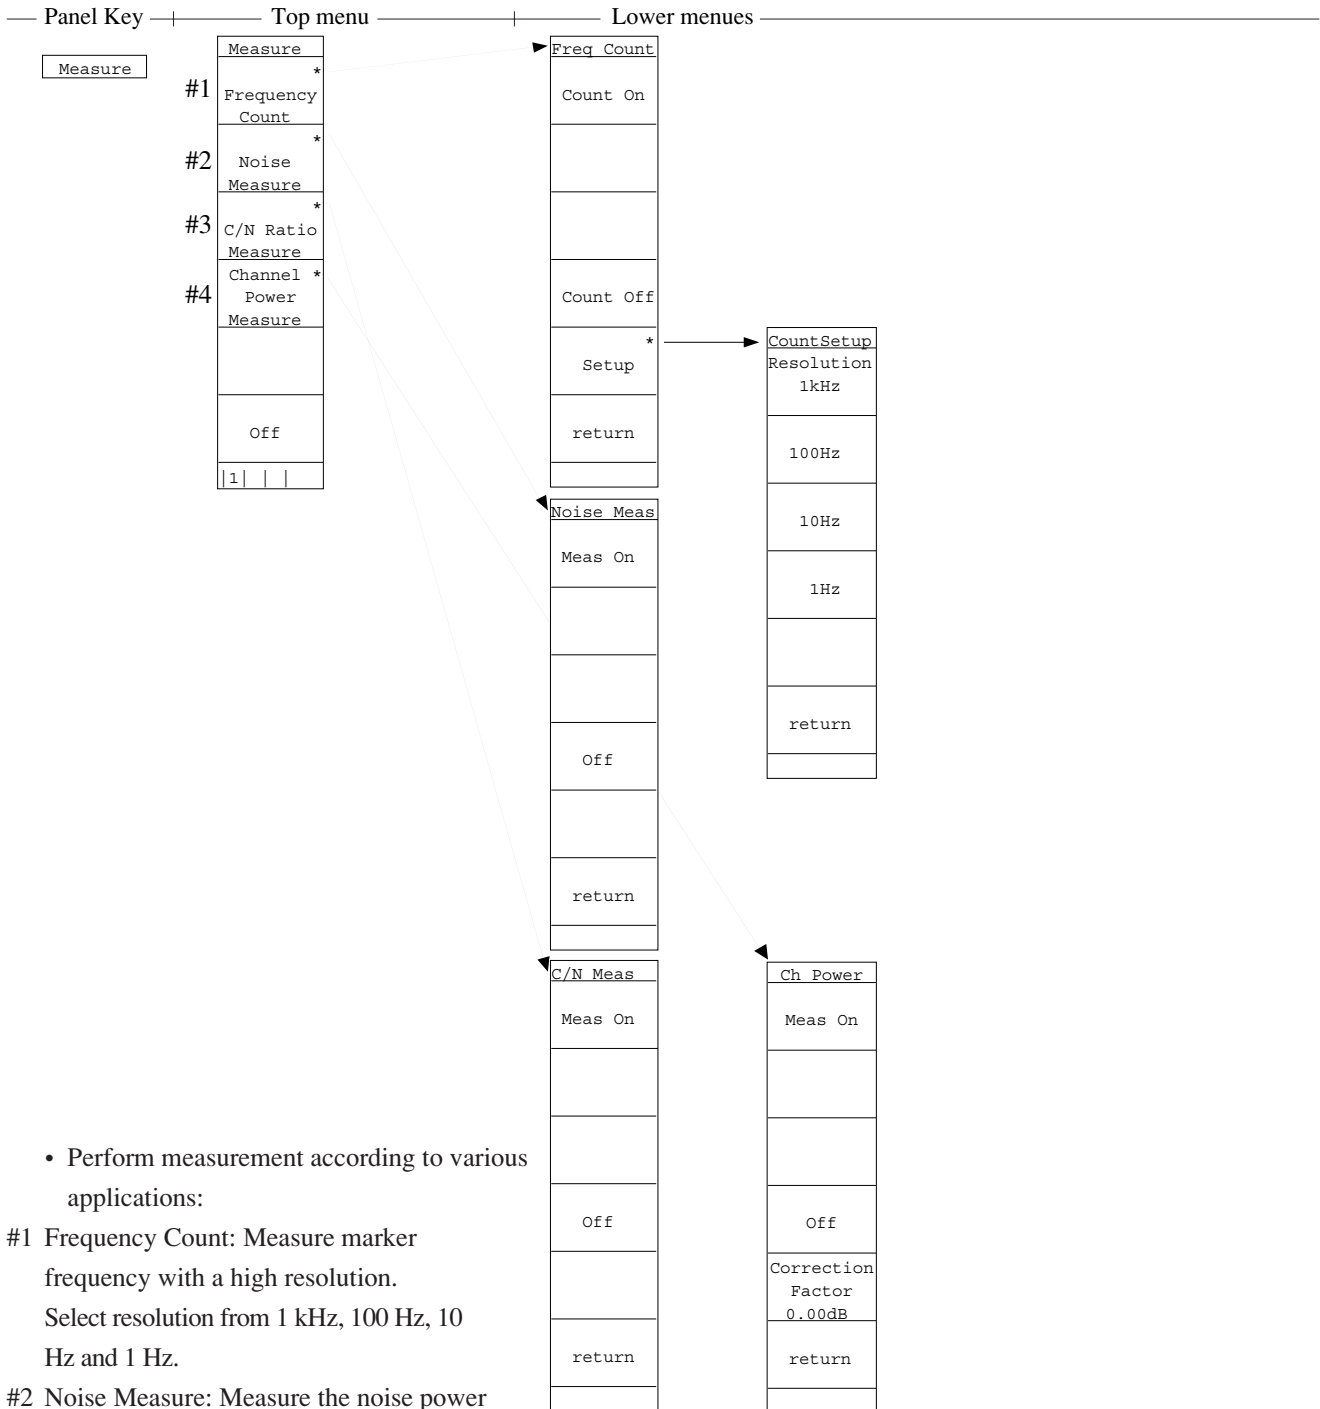 Panel Key
Top menu
Lower menues
Measure
Measure
#1
*
Frequency
Count
#2
*
Noise
Measure
#3
*
C/N Ratio
Measure
#4
Channel *
Power
Measure
Off
|1| | |
Freq Count
Count On
Count Off
*
Setup
return
CountSetup
Resolution
1kHz
100Hz
10Hz
1Hz
return
Noise Meas
Meas On
Off
return
C/N Meas
Meas On
Off
return
Ch Power
Meas On
Off
Correction
Factor
0.00dB
return
• Perform measurement according to various
applications:
#1 Frequency Count: Measure marker
frequency with a high resolution.
Select resolution from 1 kHz, 100 Hz, 10
Hz and 1 Hz.
#2 Noise Measure: Measure the noise power